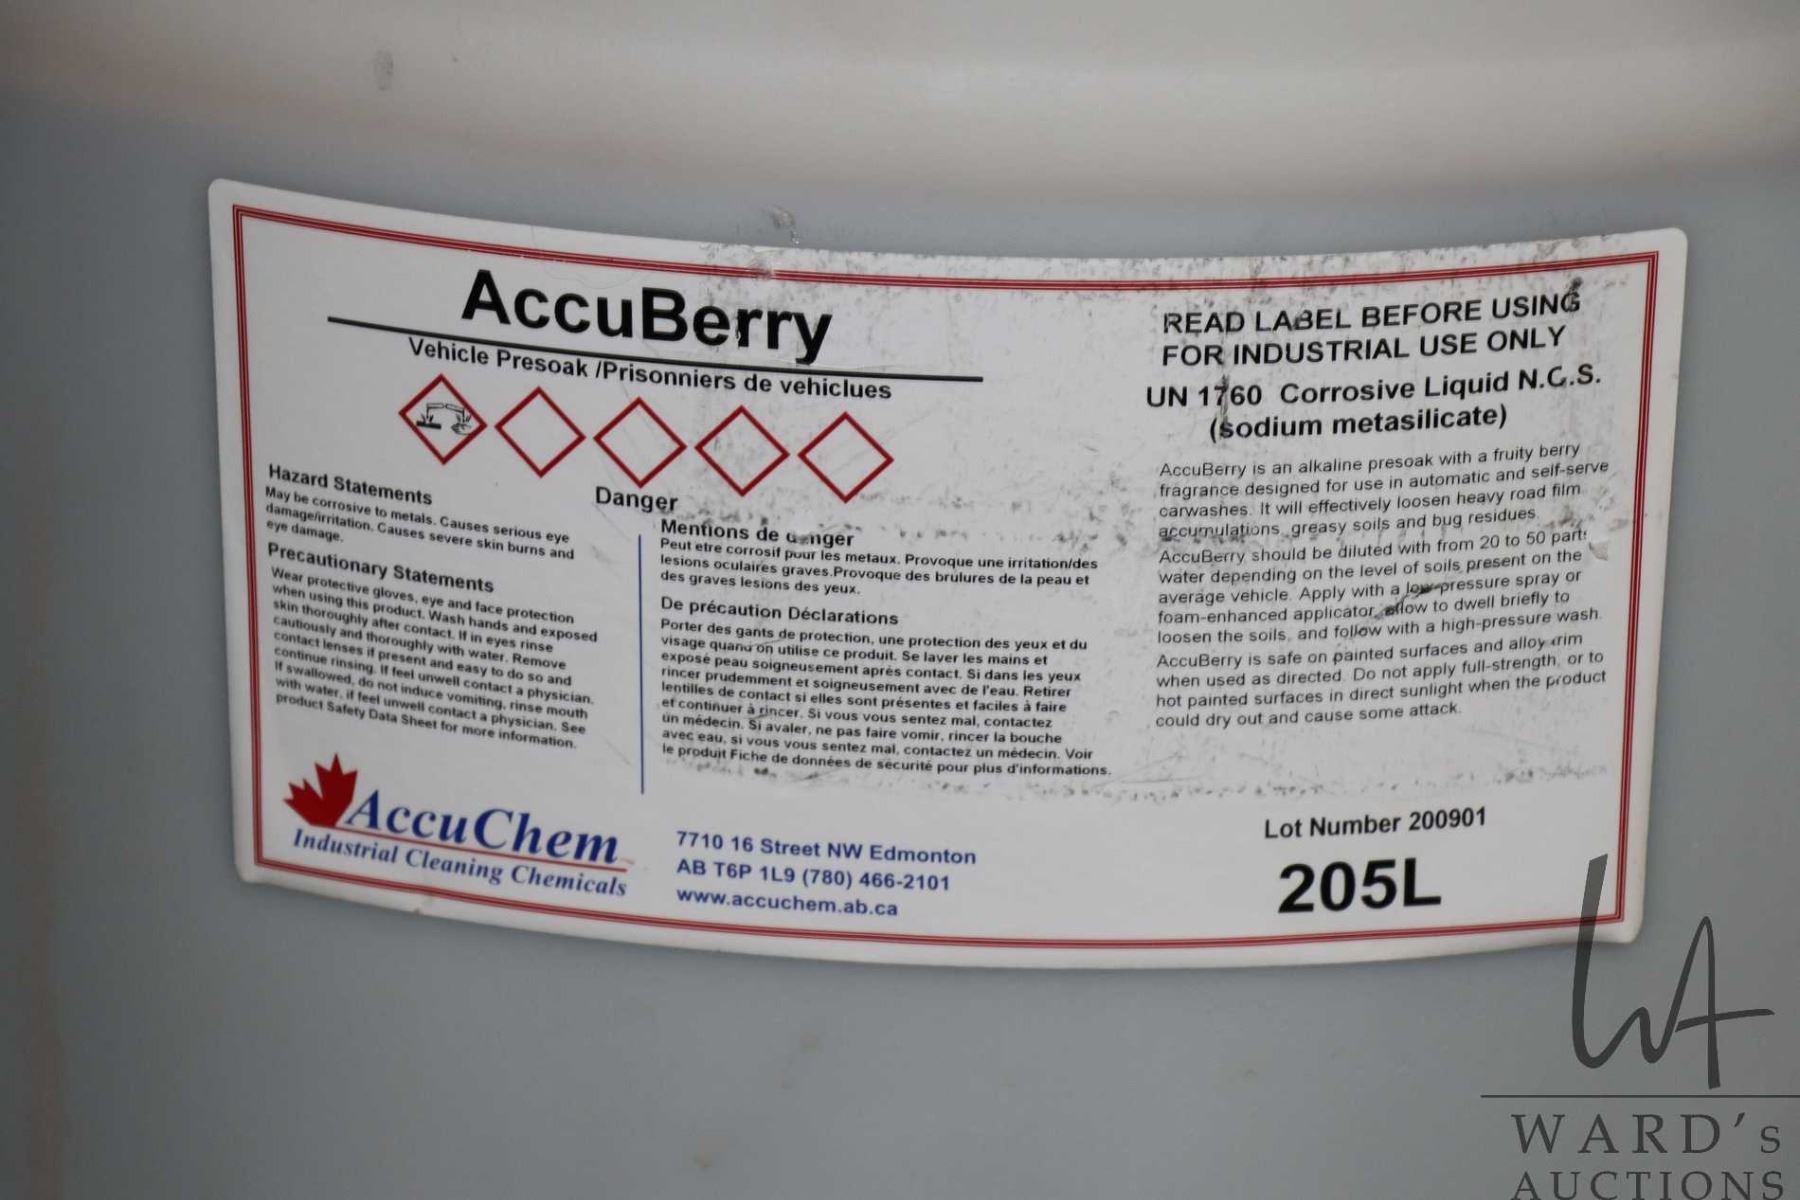 AccuBerry
Vehicle Presoak /Prisonniers de vehiclues
Danger
Hazard Statements
May be corrosive to metals. Causes serious eye
damage/irritation. Causes severe skin burns and
eye damage.
Precautionary Statements
Wear protective gloves, eye and face protection
when using this product. Wash hands and exposed
skin thoroughly after contact. If in eyes rinse
cautiously and thoroughly with water. Remove
contact lenses if present and easy to do so and
continue rinsing. If feel unwell contact a physician.
If swallowed, do not induce vomiting, rinse mouth
with water, if feel unwell contact a physician. See
product Safety Data Sheet for more information.
Mentions de danger
Peut etre corrosif pour les metaux. Provoque une irritation/des
lesions oculaires graves.Provoque des brulures de la peau et
des graves lesions des yeux.
De précaution Déclarations
Porter des gants de protection, une protection des yeux et du
visage quand on utilise ce produit. Se laver les mains et
exposé peau soigneusement après contact. Si dans les yeux
rincer prudemment et soigneusement avec de l'eau. Retirer
lentilles de contact si elles sont présentes et faciles à faire
et continuer à rincer. Si vous vous sentez mal, contactez
un médecin. Si avaler, ne pas faire vomir, rincer la bouche
avec eau, si vous vous sentez mal, contactez un médecin. Voir
le produit Fiche de données de sécurité pour plus d'informations.
READ LABEL BEFORE USING
FOR INDUSTRIAL USE ONLY
UN 1760 Corrosive Liquid N.O.S.
(sodium metasilicate)
AccuBerry is an alkaline presoak with a fruity berry
fragrance designed for use in automatic and self-serve
carwashes. It will effectively loosen heavy road film
accumulations, greasy soils and bug residues.
AccuBerry should be diluted with from 20 to 50 parts
water depending on the level of soils present on the
average vehicle. Apply with a low-pressure spray or
foam-enhanced applicator, allow to dwell briefly to
loosen the soils, and follow with a high-pressure wash.
AccuBerry is safe on painted surfaces and alloy trim
when used as directed. Do not apply full-strength, or to
hot painted surfaces in direct sunlight when the product
could dry out and cause some attack.
AccuChem
Industrial Cleaning Chemicals
7710 16 Street NW Edmonton
AB T6P 1L9 (780) 466-2101
www.accuchem.ab.ca
Lot Number 200901
205L
WA
WARD's
AUCTIONS